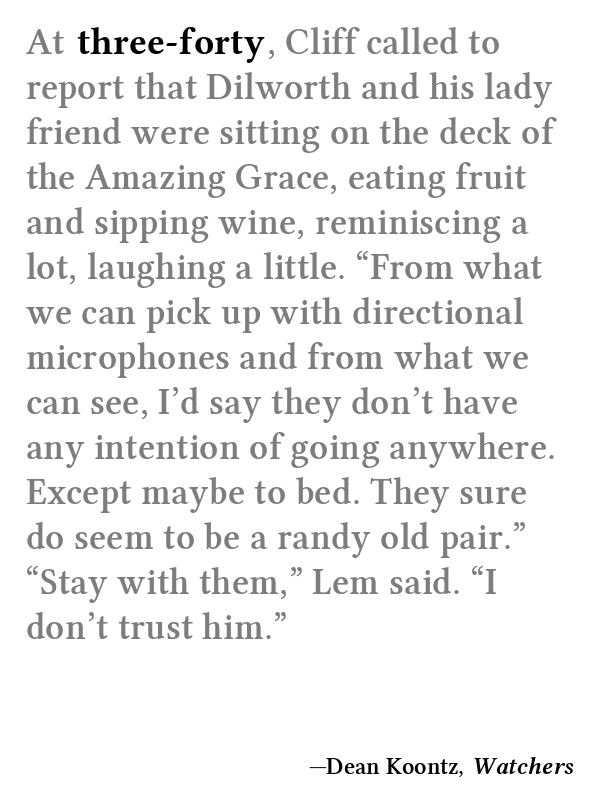 At three-forty, Cliff called to
report that Dilworth and his lady
friend were sitting on the deck of
the Amazing Grace, eating fruit
and sipping wine, reminiscing a
lot, laughing a little. “From what
we can pick up with directional
microphones and from what we
can see, I’d say they don’t have
any intention of going anywhere.
Except maybe to bed. They sure
do seem to be a randy old pair.”
“Stay with them,” Lem said. “I
don’t trust him.”
—Dean Koontz, Watchers